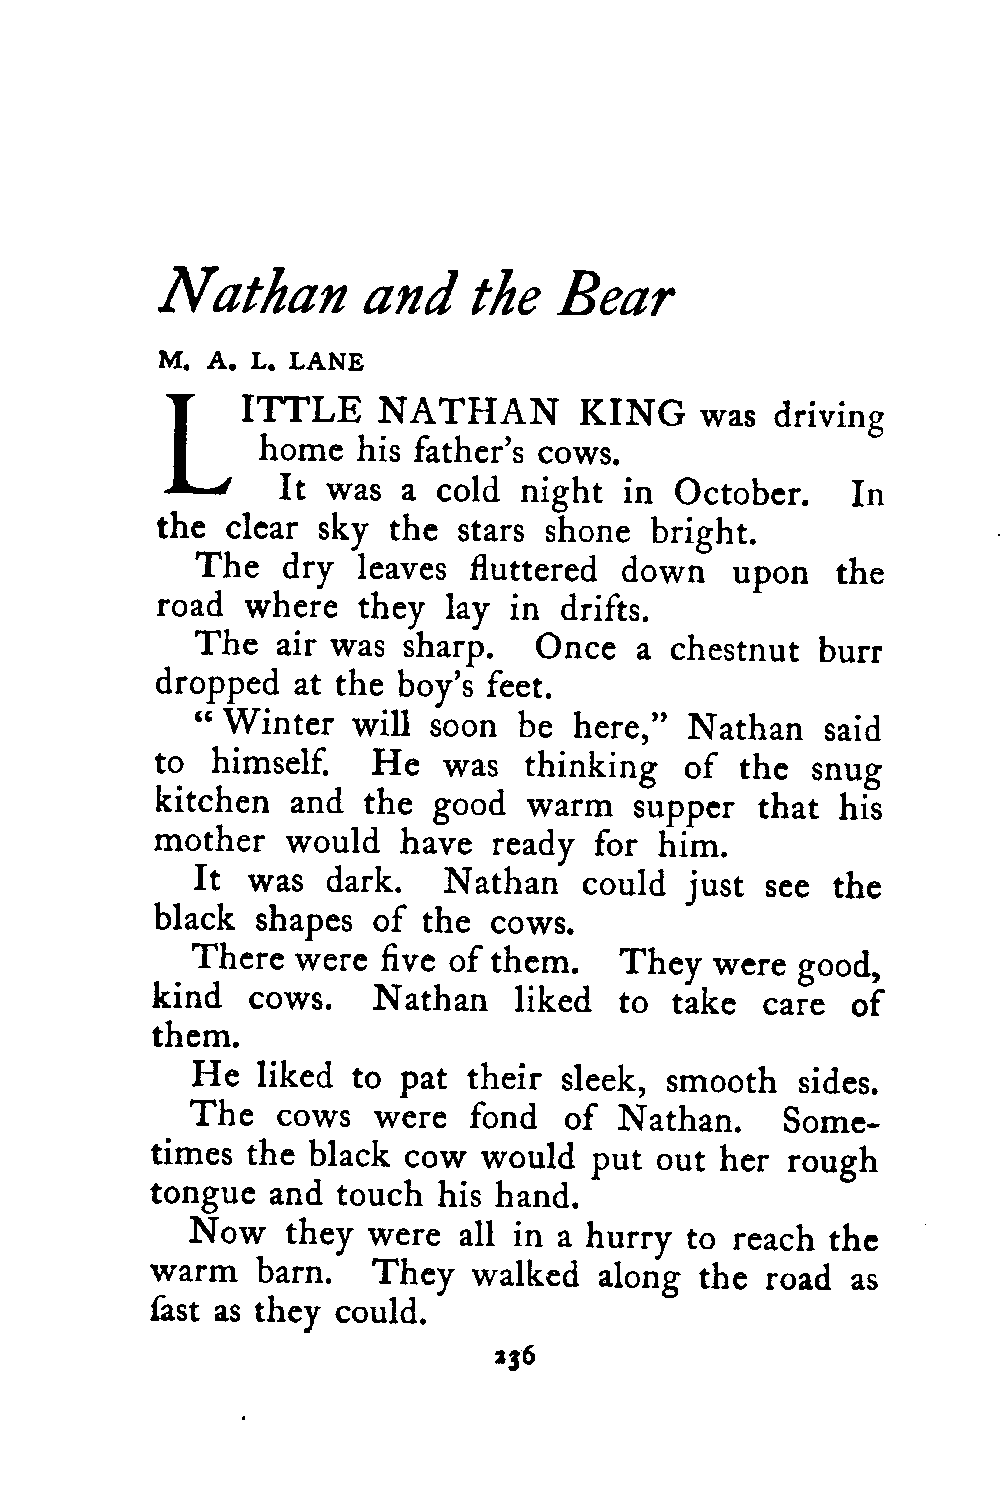 Nathan and the Bear
M. A. L. LANE
LITTLE NATHAN KING was driving
home his father's cows.
It was a cold night in October. In
the clear sky the stars shone bright.
The dry leaves fluttered down upon the
road where they lay in drifts.
The air was sharp. Once a chestnut burr
dropped at the boy's feet.
“Winter will soon be here,” Nathan said
to himself. He was thinking of the snug
kitchen and the good warm supper that his
mother would have ready for him.
It was dark. Nathan could just see the
black shapes of the cows.
There were five of them. They were good,
kind cows. Nathan liked to take care of
them.
He liked to pat their sleek, smooth sides.
The cows were fond of Nathan. Some-
times the black cow would put out her rough
tongue and touch his hand.
Now they were all in a hurry to reach the
warm barn. They walked along the road as
fast as they could.
236